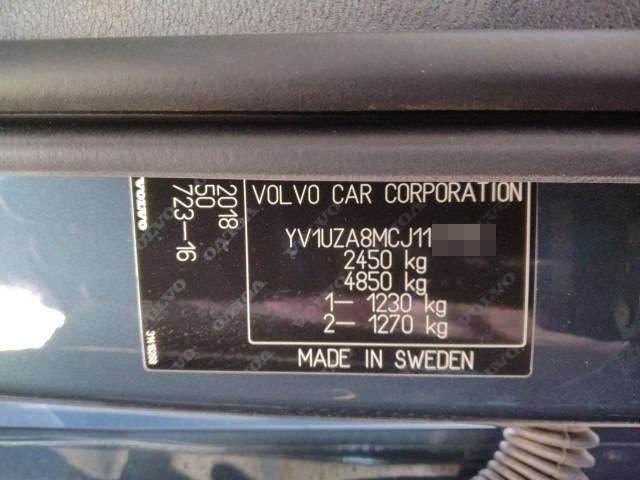 VOLVO CAR CORPORATION
YV1UZA8MCJ11
2450 kg
4850 kg
1– 1230 kg
2– 1270 kg
MADE IN SWEDEN
2018
50
723-16
VOLVO